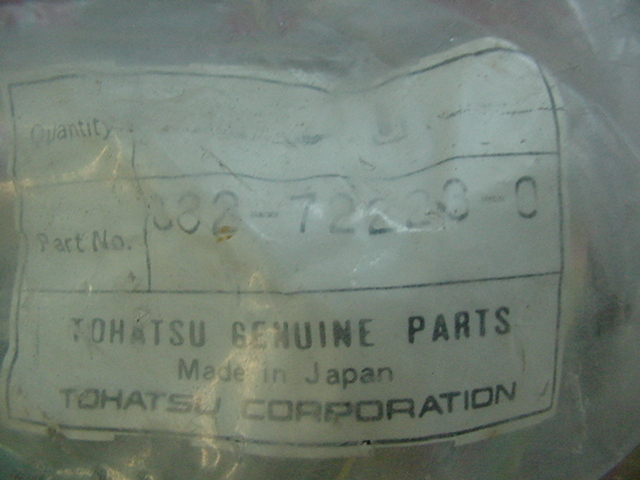 Quantity
Part No.
TOHATSU GENUINE PARTS
Made in Japan
TOHATSU CORPORATION